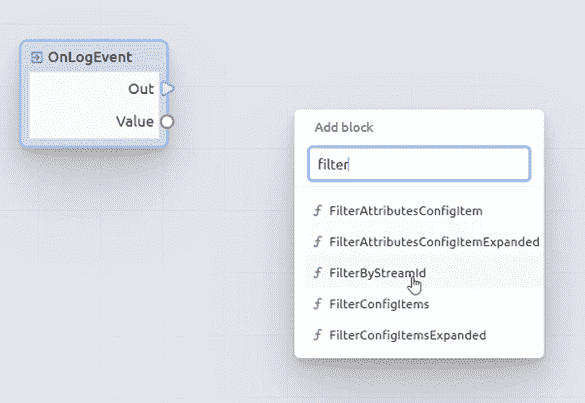 OnLogEvent
Out
Value
Add block
filter
f FilterAttributesConfigItem
f FilterAttributesConfigItemExpanded
f FilterByStreamId
f FilterConfigItems
f FilterConfigItemsExpanded